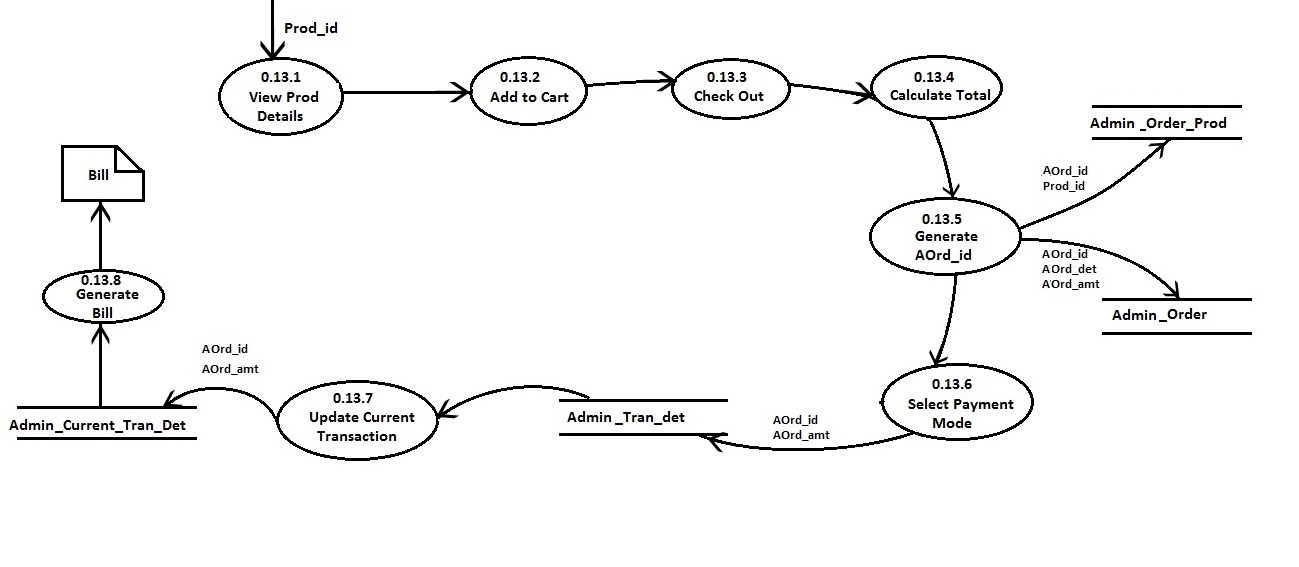 Prod_id
0.13.1
View Prod
Details
0.13.2
Add to Cart
0.13.3
Check Out
0.13.4
Calculate Total
Admin _Order_Prod
AOrd_id
Prod_id
0.13.5
Generate
AOrd_id
AOrd_id
AOrd_det
AOrd_amt
Admin _Order
0.13.6
Select Payment
Mode
AOrd_id
AOrd_amt
Admin _Tran_det
0.13.7
Update Current
Transaction
AOrd_id
AOrd_amt
Admin_Current_Tran_Det
0.13.8
Generate
Bill
Bill